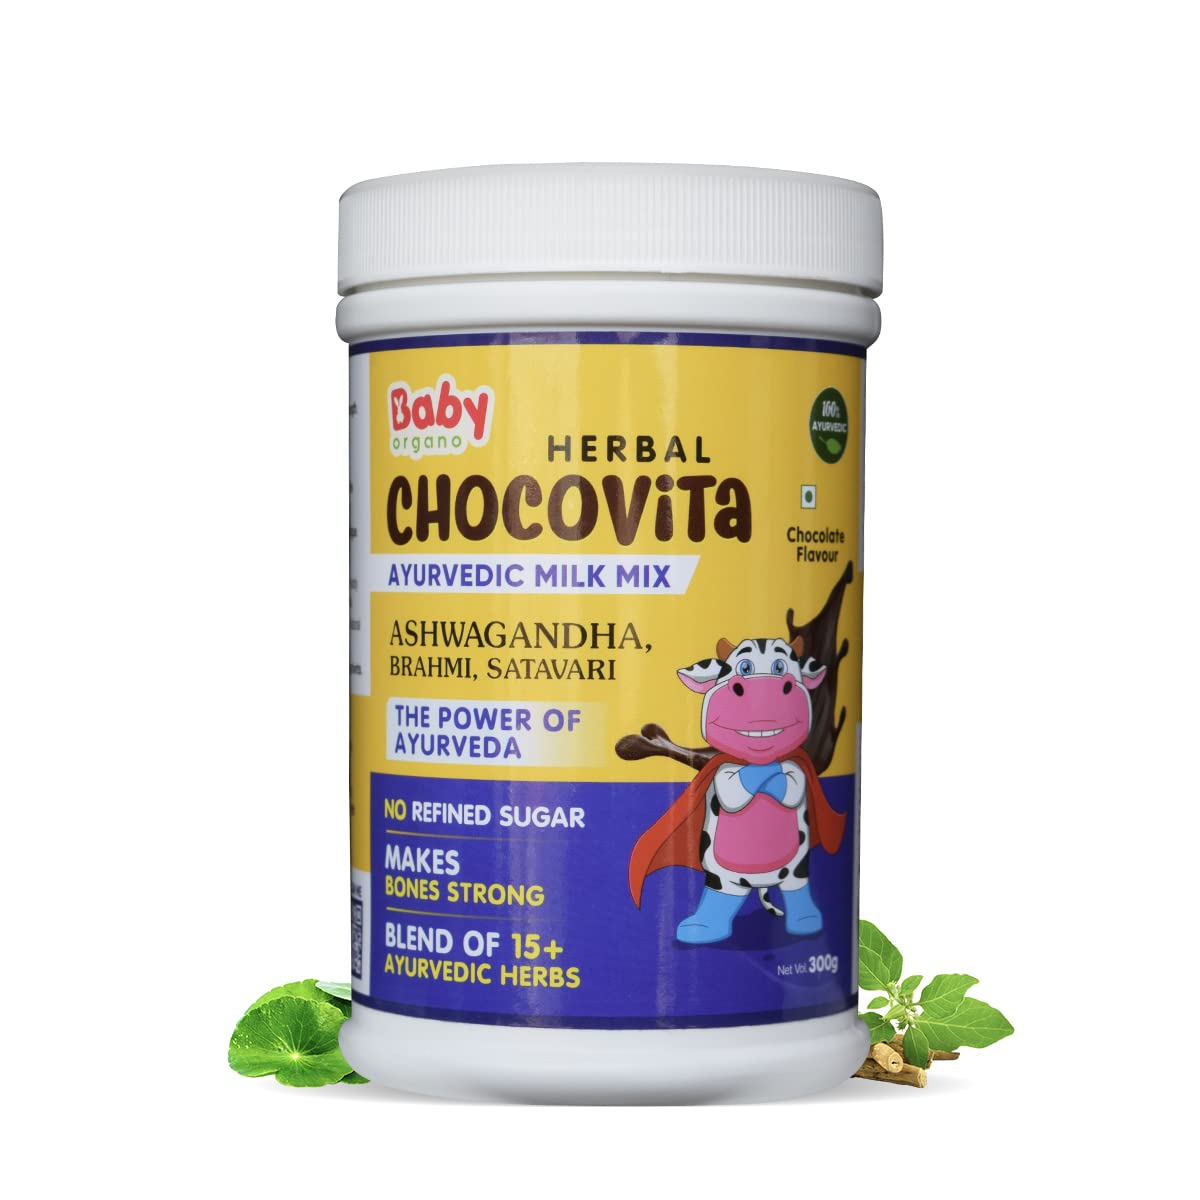 Baby
organo
HERBAL
CHOCOViTa
AYURVEDIC MILK MIX
100%
AYURVEDIC
Chocolate
Flavour
ASHWAGANDHA,
BRAHMI, SATAVARI
THE POWER OF
AYURVEDA
NO REFINED SUGAR
MAKES
BONES STRONG
BLEND OF 15+
AYURVEDIC HERBS
Net Vol. 300g